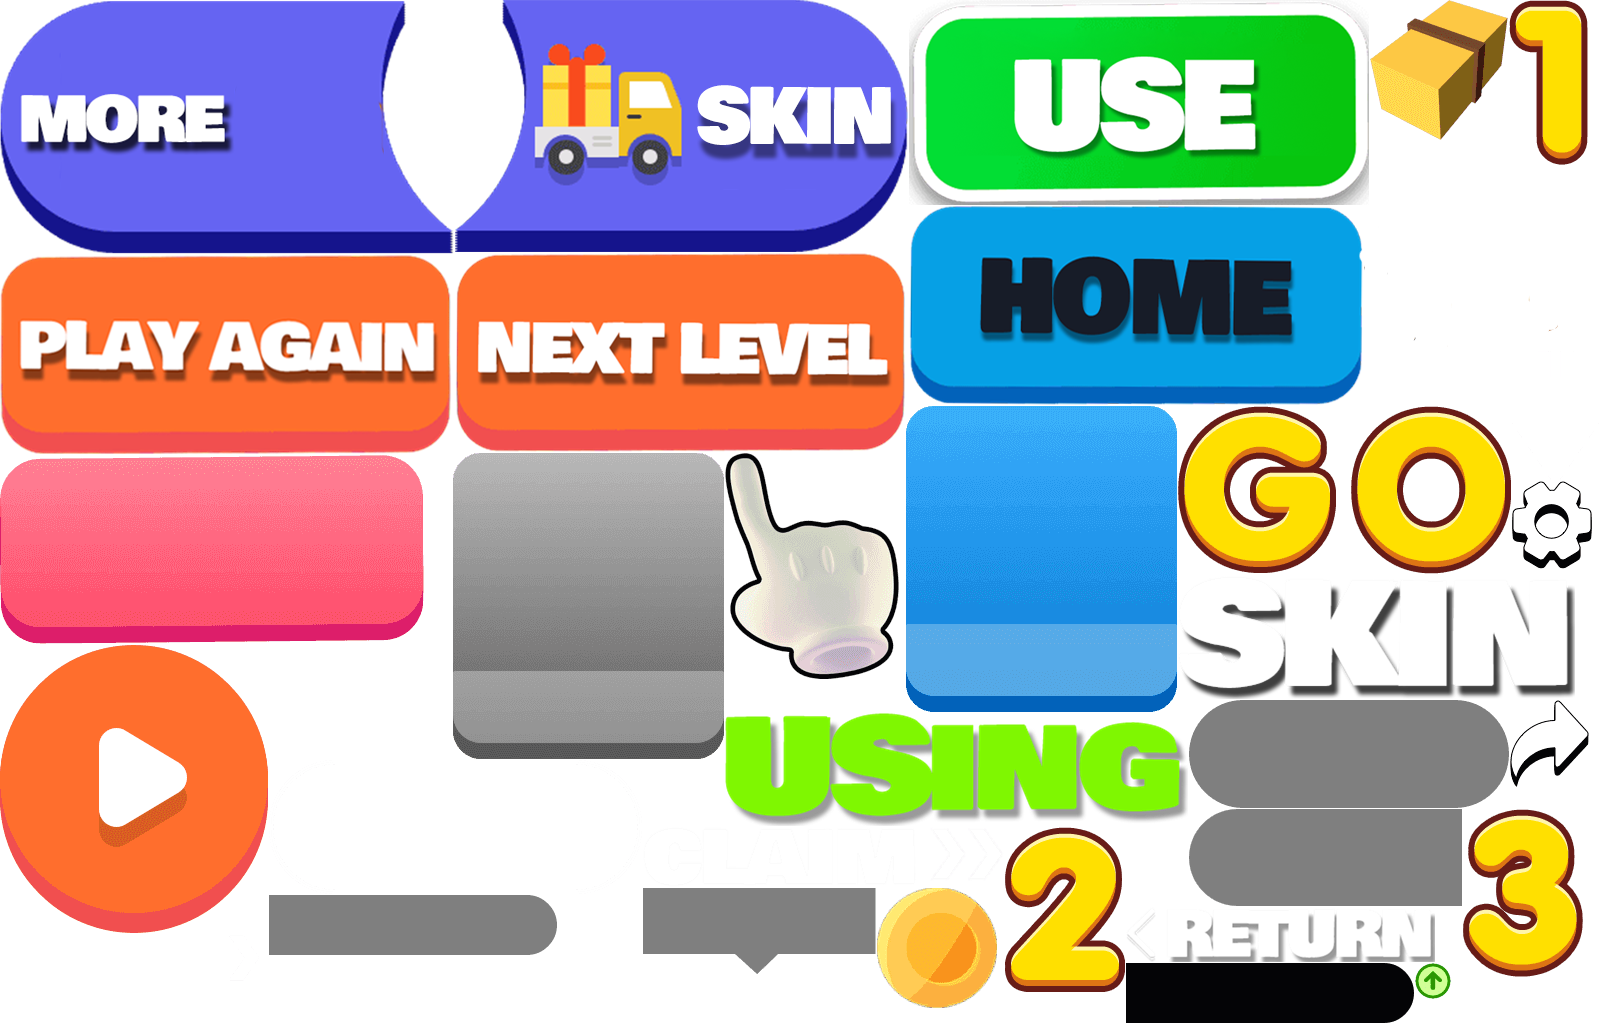 MORE
SKIN
USE
1
PLAY AGAIN
NEXT LEVEL
HOME
GO
SKIN
USING
2
3
< RETURN